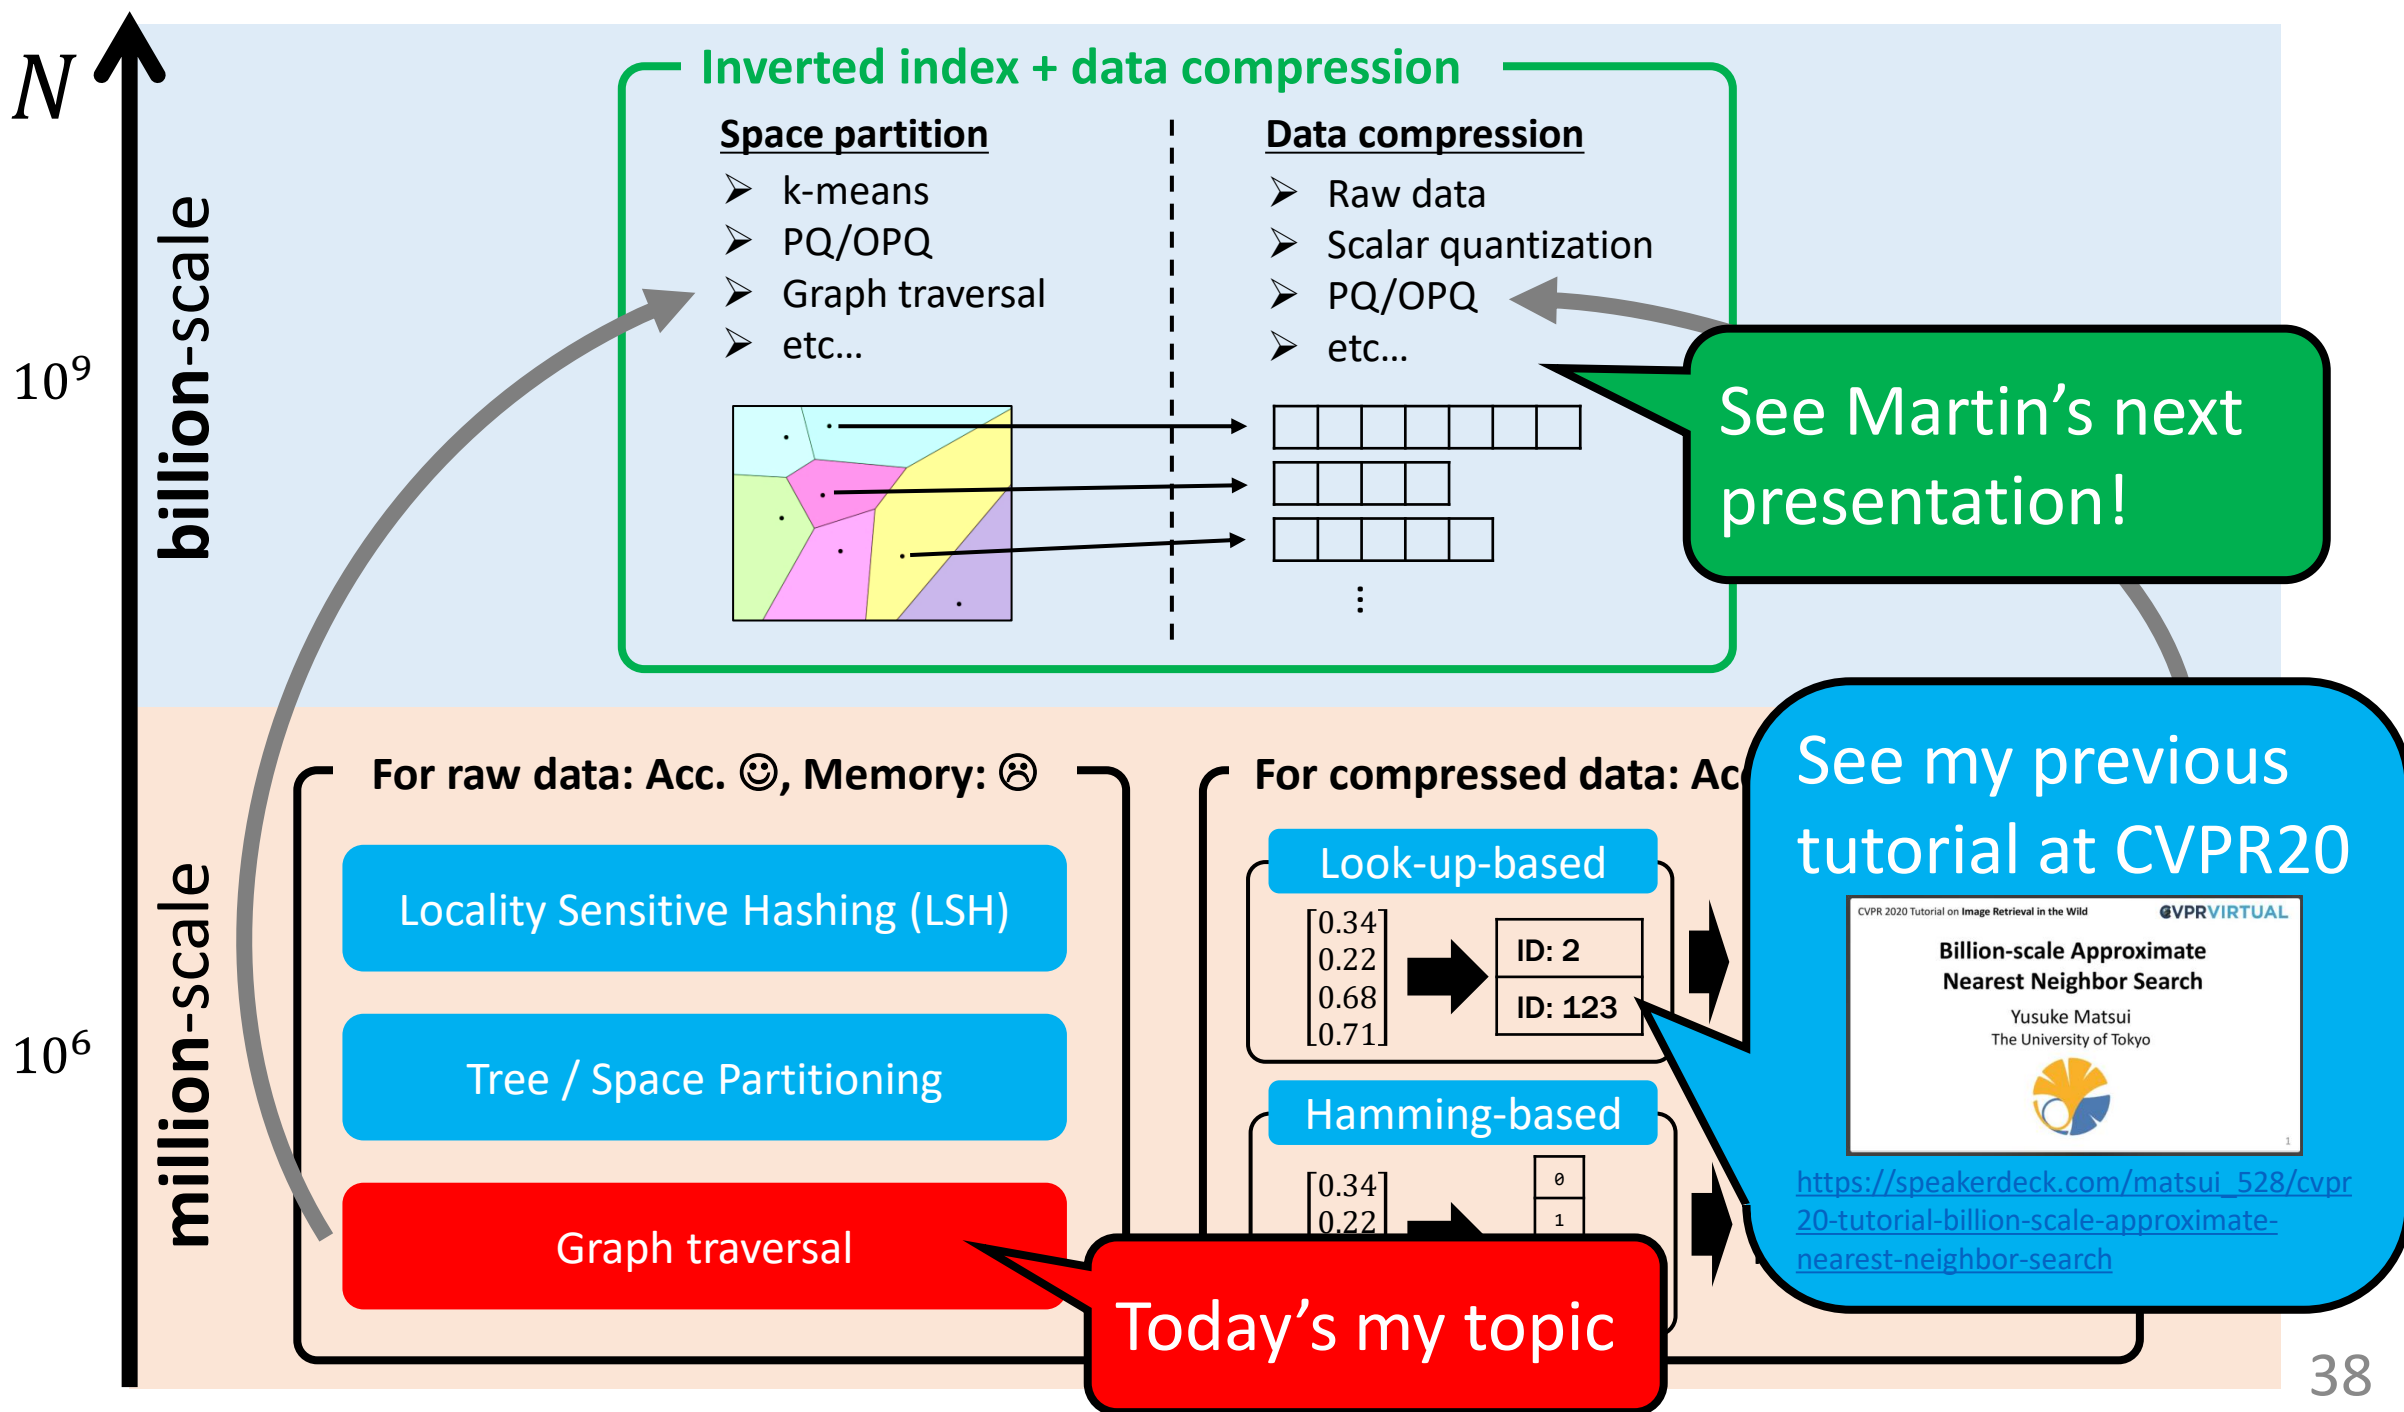 N
Inverted index + data compression
Space partition
➢ k-means
➢ PQ/OPQ
➢ Graph traversal
➢ etc...
Data compression
➢ Raw data
➢ Scalar quantization
➢ PQ/OPQ
➢ etc...
⋮
billion-scale
10⁹
See Martin's next
presentation!
million-scale
10⁶
For raw data: Acc. ☺, Memory: ☹
Locality Sensitive Hashing (LSH)
Tree / Space Partitioning
Graph traversal
Today's my topic
For compressed data:
Look-up-based
0.34
0.22
0.68
0.71
ID: 2
ID: 123
Hamming-based
0.34
0.22
0
1
See my previous
tutorial at CVPR20
CVPR 2020 Tutorial on Image Retrieval in the Wild
CVPRVIRTUAL
Billion-scale Approximate
Nearest Neighbor Search
Yusuke Matsui
The University of Tokyo
1
https://speakerdeck.com/matsui_528/cvpr
20-tutorial-billion-scale-approximate-
nearest-neighbor-search
38